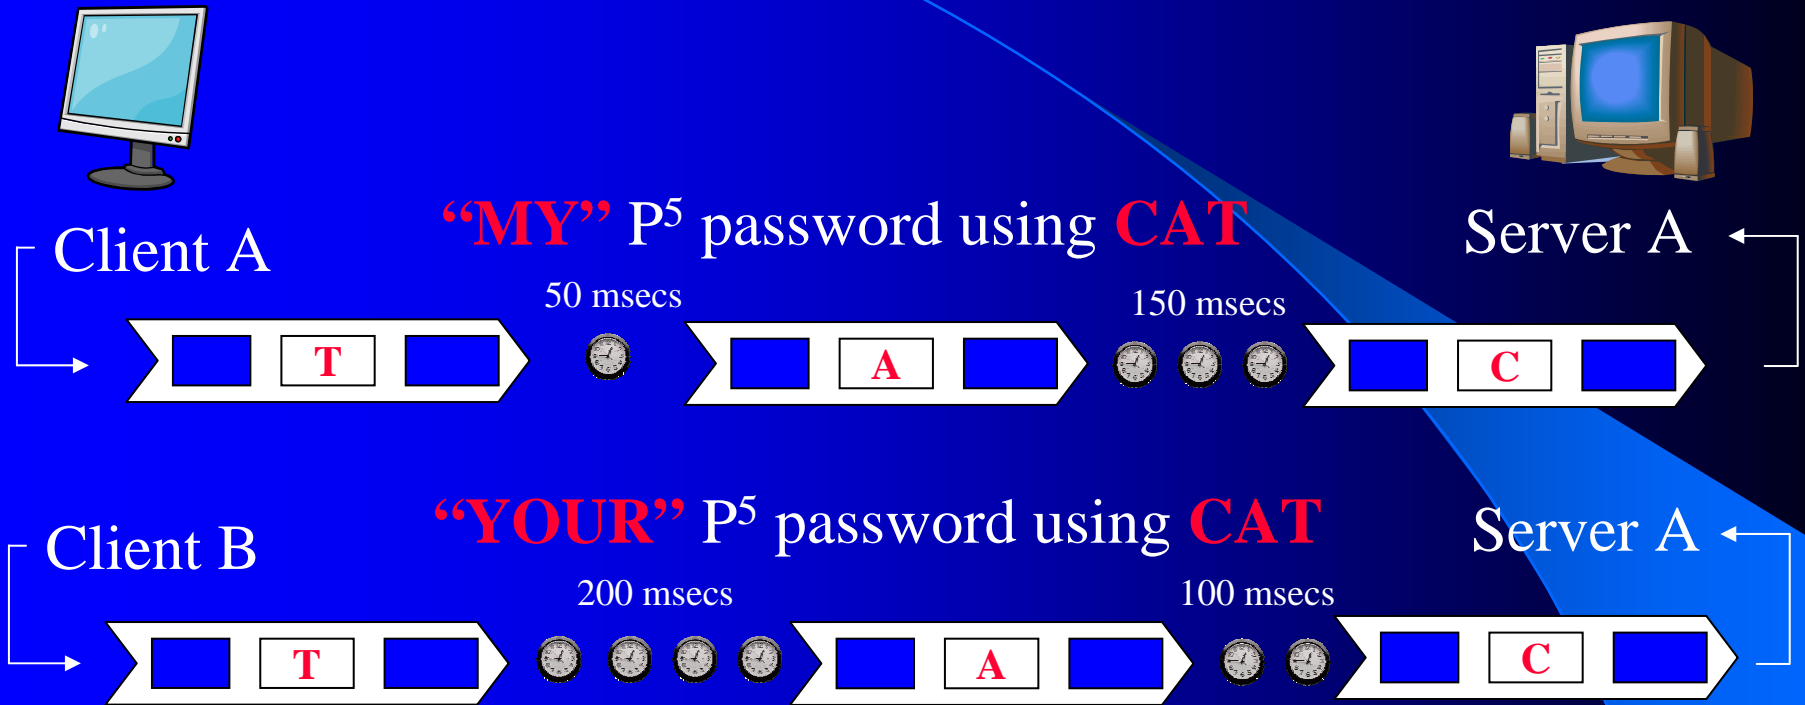 “MY” P⁵ password using CAT
Client A
Server A
50 msecs
150 msecs
T
A
C
“YOUR” P⁵ password using CAT
Client B
Server A
200 msecs
100 msecs
T
A
C